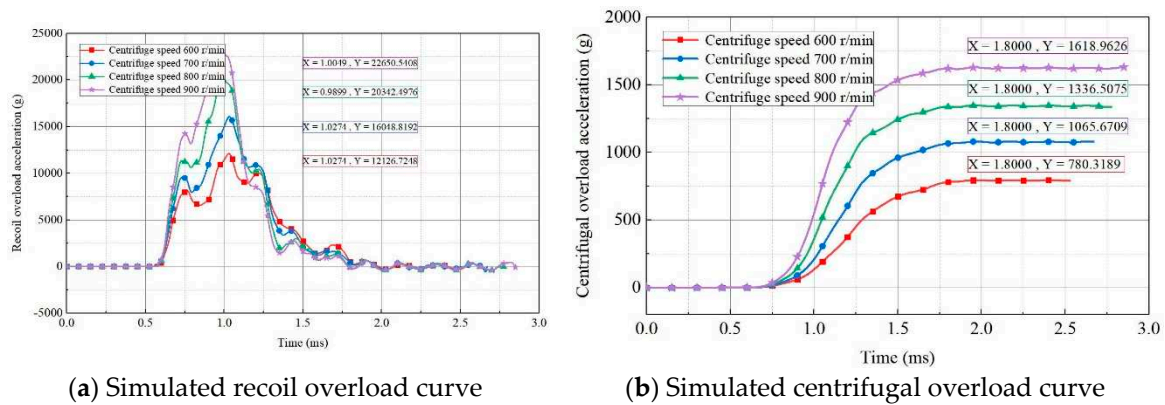 25000
20000
15000
10000
5000
0
-5000
Recoil overload acceleration (g)
Centrifuge speed 600 r/min
Centrifuge speed 700 r/min
Centrifuge speed 800 r/min
Centrifuge speed 900 r/min
X = 1.0049 , Y = 22650.5408
X = 0.9899 , Y = 20342.4976
X = 1.0274 , Y = 16048.8192
X = 1.0274 , Y = 12126.7248
0.0 0.5 1.0 1.5 2.0 2.5 3.0
Time (ms)
(a) Simulated recoil overload curve
2000
1500
1000
500
0
Centrifugal overload acceleration (g)
Centrifuge speed 600 r/min
Centrifuge speed 700 r/min
Centrifuge speed 800 r/min
Centrifuge speed 900 r/min
X = 1.8000 , Y = 1618.9626
X = 1.8000 , Y = 1336.5075
X = 1.8000 , Y = 1065.6709
X = 1.8000 , Y = 780.3189
0.0 0.5 1.0 1.5 2.0 2.5 3.0
Time (ms)
(b) Simulated centrifugal overload curve